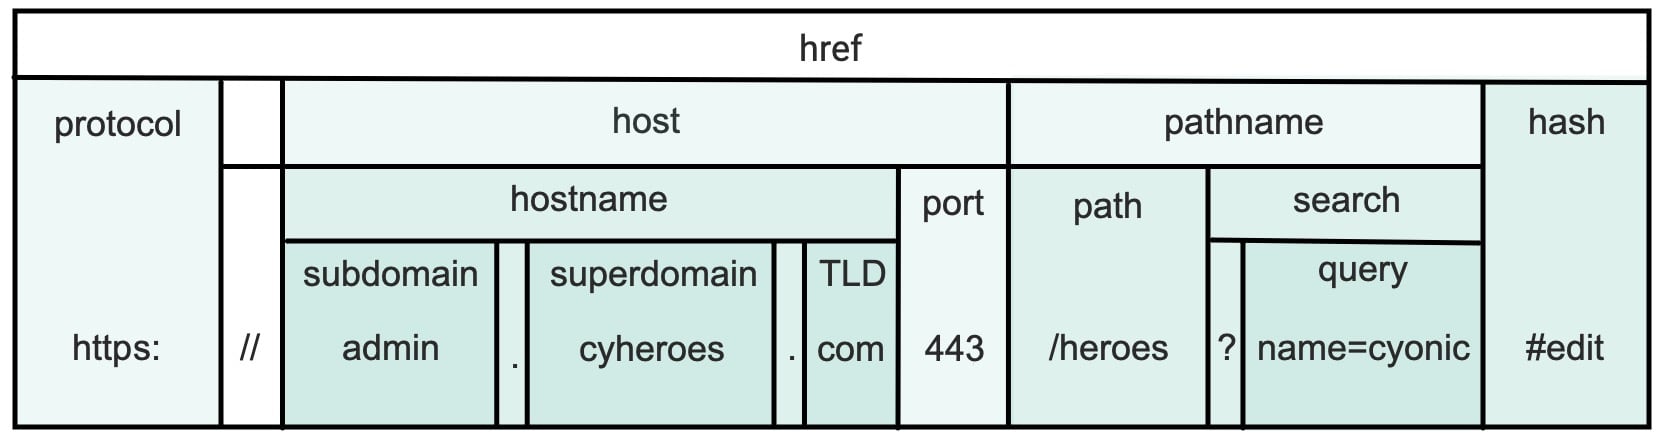 href
protocol host pathname hash
hostname port path search
subdomain superdomain TLD query
https: // admin . cyheroes . com 443 /heroes ? name=cyonic #edit